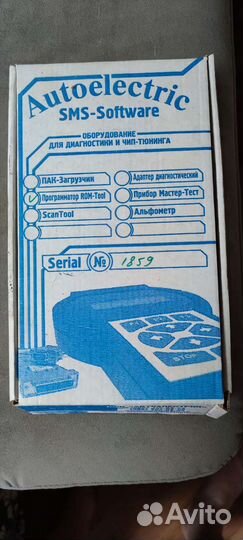 Autoelectric
SMS-Software
ОБОРУДОВАНИЕ
ДЛЯ ДИАГНОСТИКИ И ЧИП-ТЮНИНГА
ПАК-Загрузчик
Адаптер диагностический
Программатор ROM-Tool
Прибор Мастер-Тест
ScanTool
Альфометр
Serial № 1859
STOP
Avito